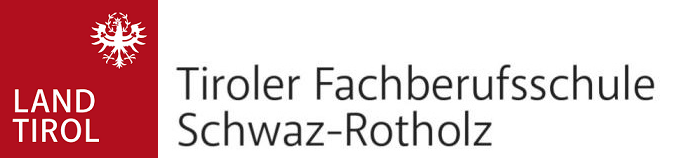 LAND
TIROL
Tiroler Fachberufsschule
Schwaz-Rotholz